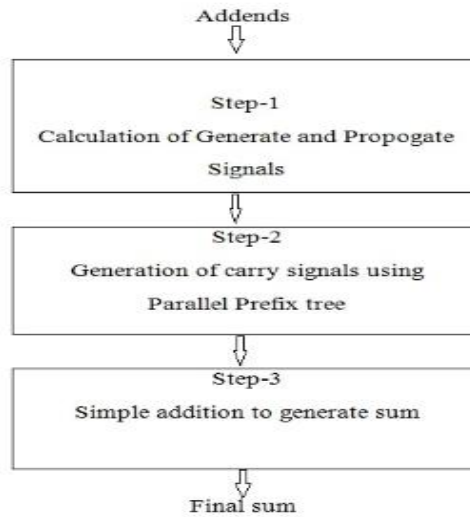 Addends
Step-1
Calculation of Generate and Propogate
Signals
Step-2
Generation of carry signals using
Parallel Prefix tree
Step-3
Simple addition to generate sum
Final sum